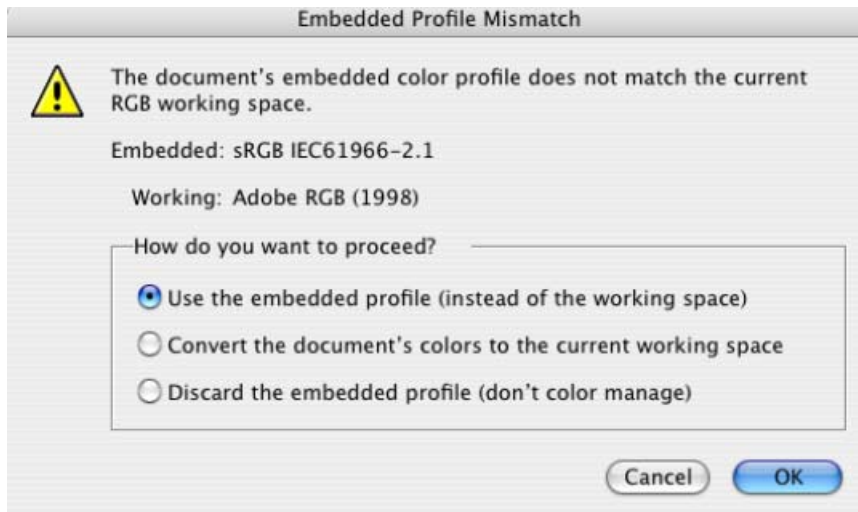 Embedded Profile Mismatch
The document's embedded color profile does not match the current
RGB working space.
Embedded: sRGB IEC61966-2.1
Working: Adobe RGB (1998)
How do you want to proceed?
Use the embedded profile (instead of the working space)
Convert the document's colors to the current working space
Discard the embedded profile (don't color manage)
Cancel OK